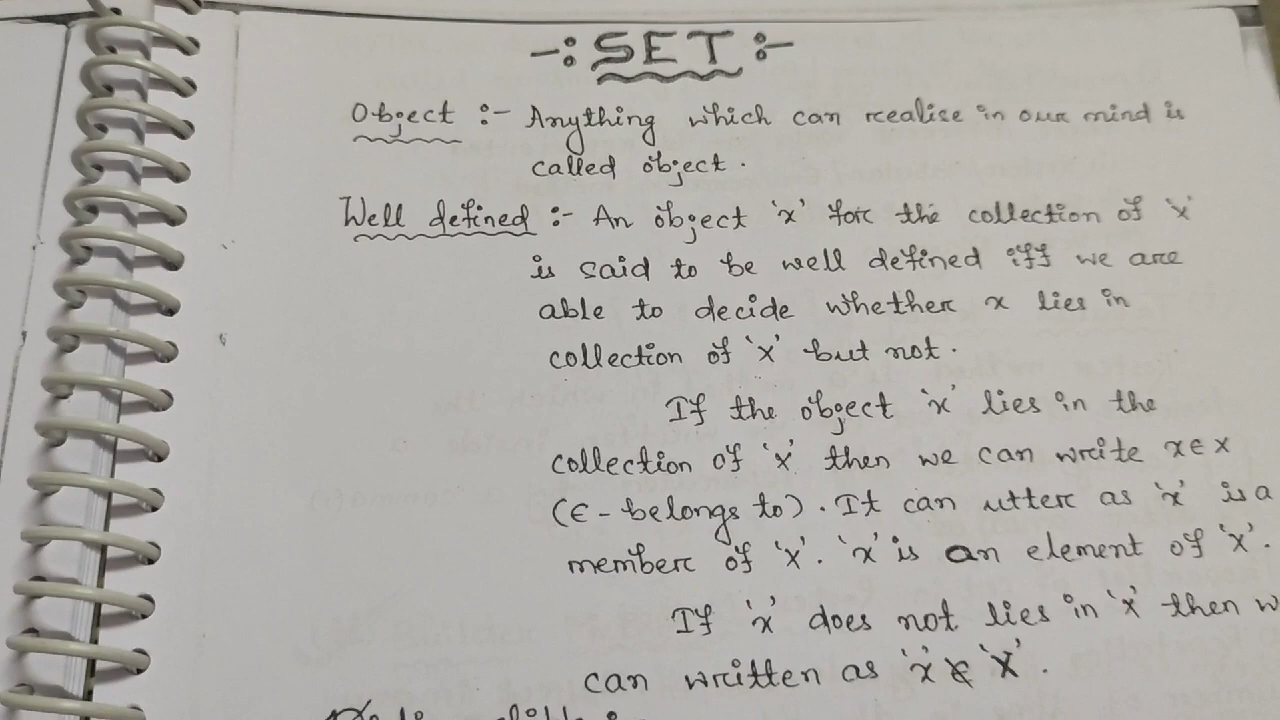 -: SET :-
Object :- Anything which can realise in our mind is
called object.
Well defined :- An object 'x' for the collection of 'X'
is said to be well defined iff we are
able to decide whether x lies in
collection of 'X' but not.
If the object 'x' lies in the
collection of 'X' then we can write x∈X
(∈ - belongs to). It can utter as 'x' is a
member of 'X'. 'x' is an element of 'X'.
If 'x' does not lies in 'X' then w
can written as 'x' ∉ 'X'.